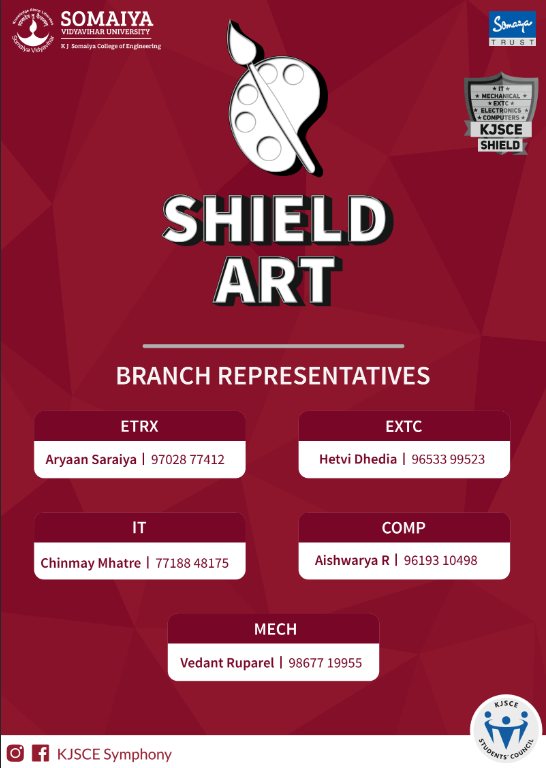 SOMAIYA
VIDYAVIHAR UNIVERSITY
K J Somaiya College of Engineering
Somaiya Vidyavihar
Somaiya
TRUST
IT
MECHANICAL
EXTC
ELECTRONICS
COMPUTERS
KJSCE
SHIELD
SHIELD
ART
BRANCH REPRESENTATIVES
ETRX
Aryaan Saraiya | 97028 77412
EXTC
Hetvi Dhedia | 96533 99523
IT
Chinmay Mhatre | 77188 48175
COMP
Aishwarya R | 96193 10498
MECH
Vedant Ruparel | 98677 19955
KJSCE
STUDENTS' COUNCIL
KJSCE Symphony